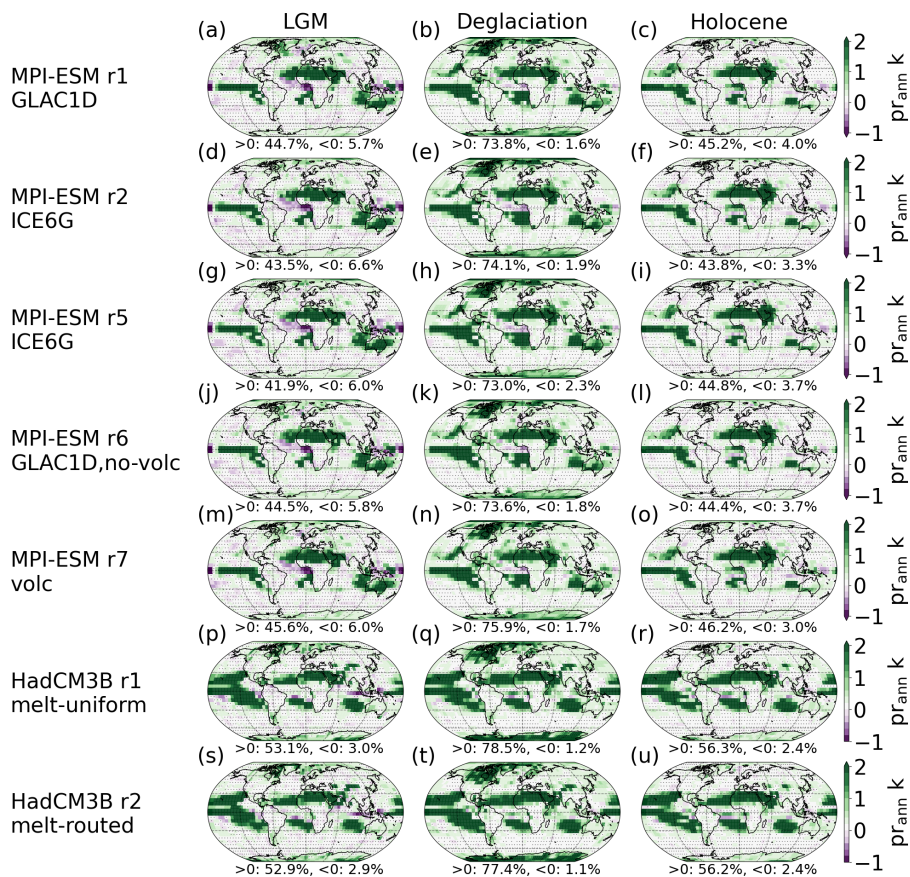 LGM Deglaciation Holocene
(a) (b) (c)
MPI-ESM r1
GLAC1D
2
1
0
−1
pr_ann k
>0: 44.7%, <0: 5.7% >0: 73.8%, <0: 1.6% >0: 45.2%, <0: 4.0%
(d) (e) (f)
MPI-ESM r2
ICE6G
2
1
0
−1
pr_ann k
>0: 43.5%, <0: 6.6% >0: 74.1%, <0: 1.9% >0: 43.8%, <0: 3.3%
(g) (h) (i)
MPI-ESM r5
ICE6G
2
1
0
−1
pr_ann k
>0: 41.9%, <0: 6.0% >0: 73.0%, <0: 2.3% >0: 44.8%, <0: 3.7%
(j) (k) (l)
MPI-ESM r6
GLAC1D,no-volc
2
1
0
−1
pr_ann k
>0: 44.5%, <0: 5.8% >0: 73.6%, <0: 1.8% >0: 44.4%, <0: 3.7%
(m) (n) (o)
MPI-ESM r7
volc
2
1
0
−1
pr_ann k
>0: 45.6%, <0: 6.0% >0: 75.9%, <0: 1.7% >0: 46.2%, <0: 3.0%
(p) (q) (r)
HadCM3B r1
melt-uniform
2
1
0
−1
pr_ann k
>0: 53.1%, <0: 3.0% >0: 78.5%, <0: 1.2% >0: 56.3%, <0: 2.4%
(s) (t) (u)
HadCM3B r2
melt-routed
2
1
0
−1
pr_ann k
>0: 52.9%, <0: 2.9% >0: 77.4%, <0: 1.1% >0: 56.2%, <0: 2.4%